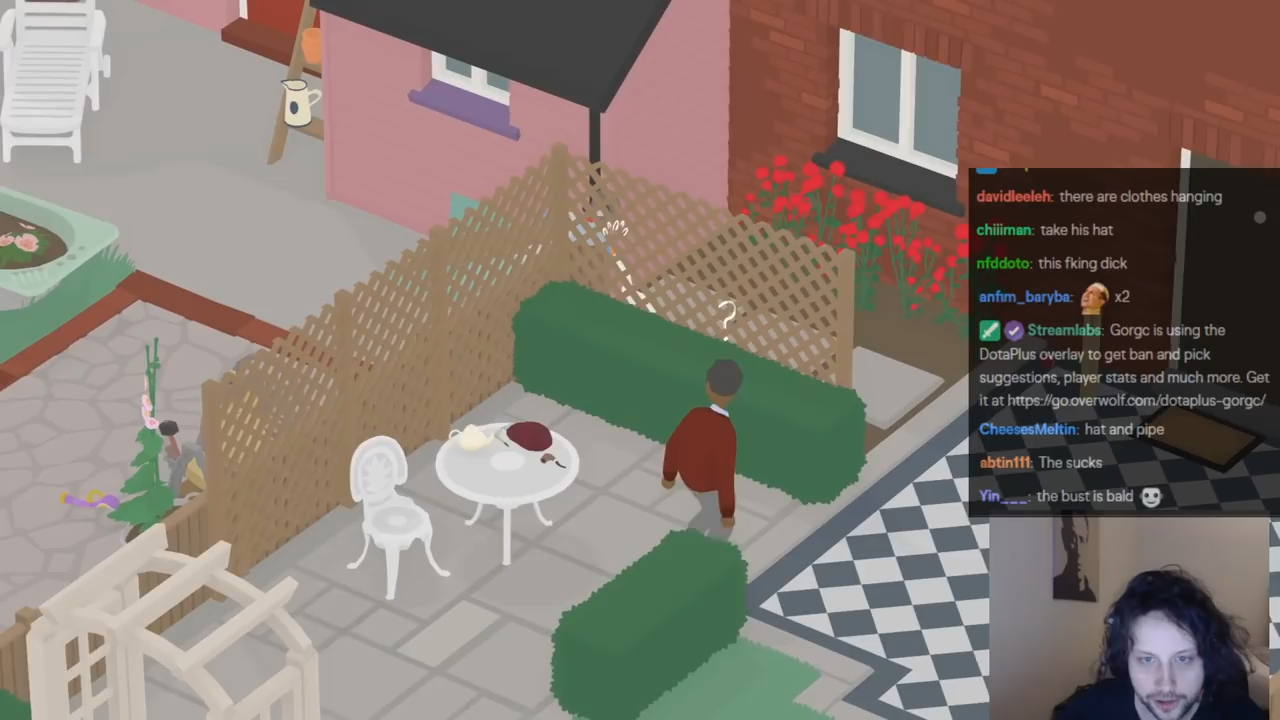 davidleeleh: there are clothes hanging
chiiiman: take his hat
nfddoto: this fking dick
anfim_baryba: x2
Streamlabs: Gorgc is using the
DotaPlus overlay to get ban and pick
suggestions, player stats and much more. Get
it at https://go.overwolf.com/dotaplus-gorgc/
CheesesMeltin: hat and pipe
abtin111: The sucks
Yin___: the bust is bald